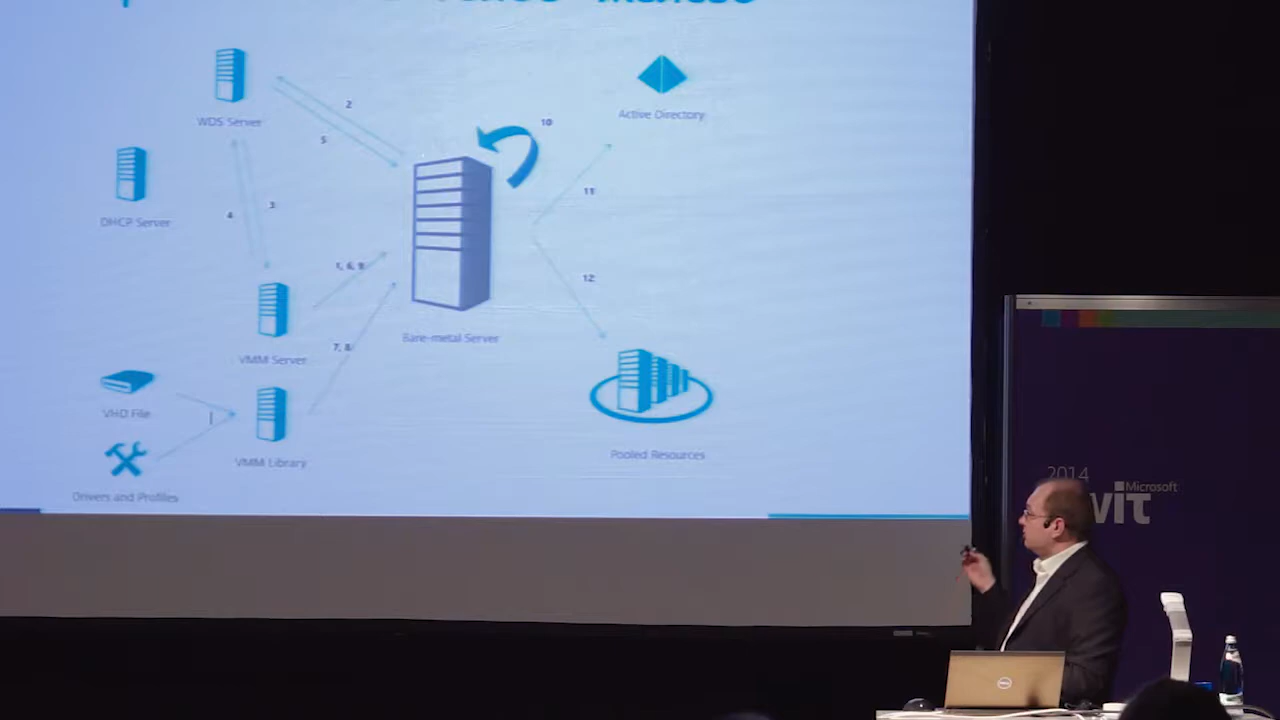 2
10
Active Directory
WDS Server
5
11
3
4
DHCP Server
1, 6, 9
12
Bare-metal Server
7, 8
VMM Server
VHD File
Pooled Resources
VMM Library
Drivers and Profiles
2014
Microsoft
DELL